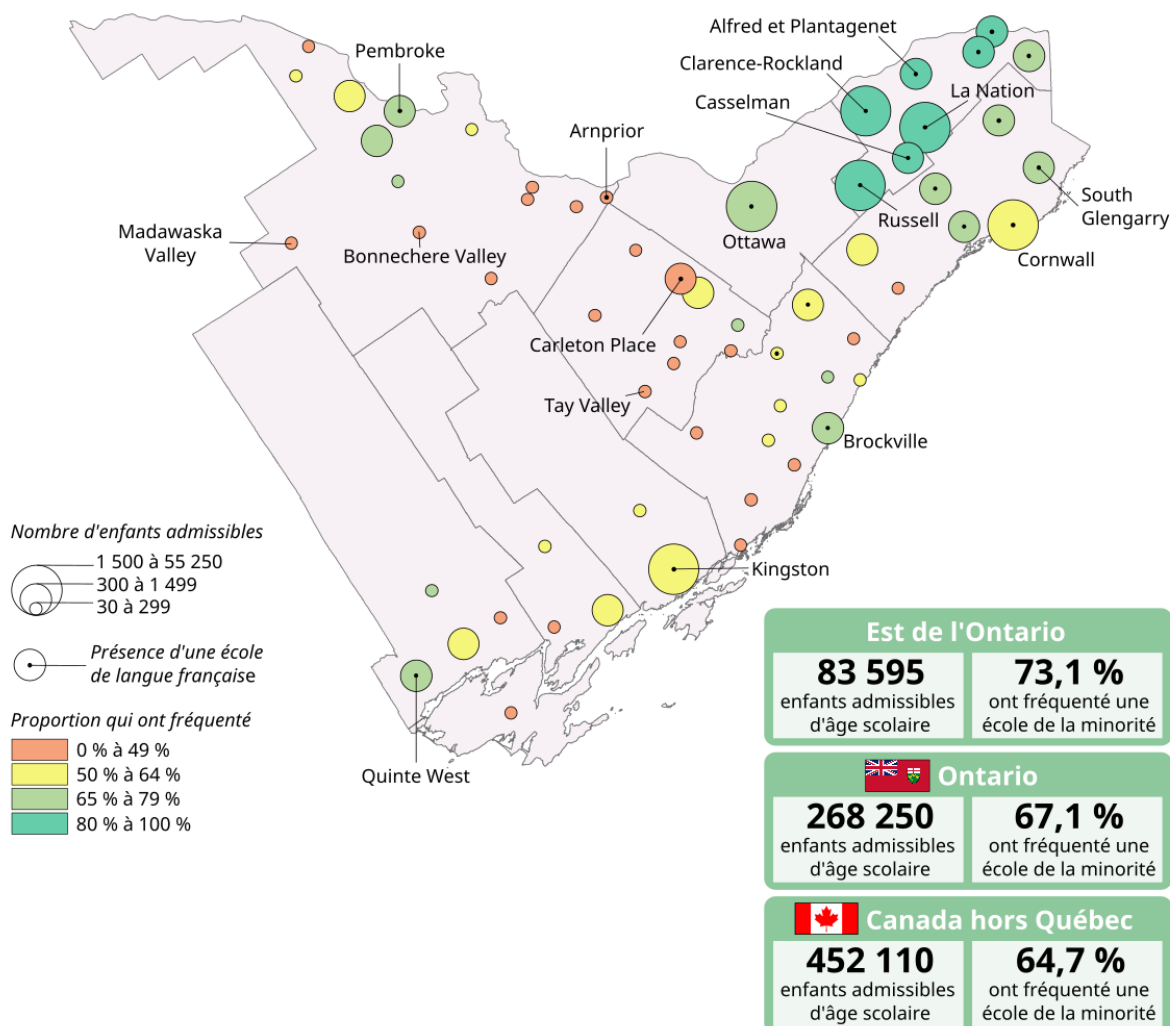 Alfred et Plantagenet
Pembroke
Clarence-Rockland
La Nation
Casselman
Arnprior
South
Glengarry
Madawaska
Valley
Russell
Ottawa
Bonnechere Valley
Cornwall
Carleton Place
Tay Valley
Brockville
Kingston
Quinte West
Nombre d'enfants admissibles
1 500 à 55 250
300 à 1 499
30 à 299
Présence d'une école
de langue française
Proportion qui ont fréquenté
0 % à 49 %
50 % à 64 %
65 % à 79 %
80 % à 100 %
Est de l'Ontario
83 595
enfants admissibles
d'âge scolaire
73,1 %
ont fréquenté une
école de la minorité
Ontario
268 250
enfants admissibles
d'âge scolaire
67,1 %
ont fréquenté une
école de la minorité
Canada hors Québec
452 110
enfants admissibles
d'âge scolaire
64,7 %
ont fréquenté une
école de la minorité